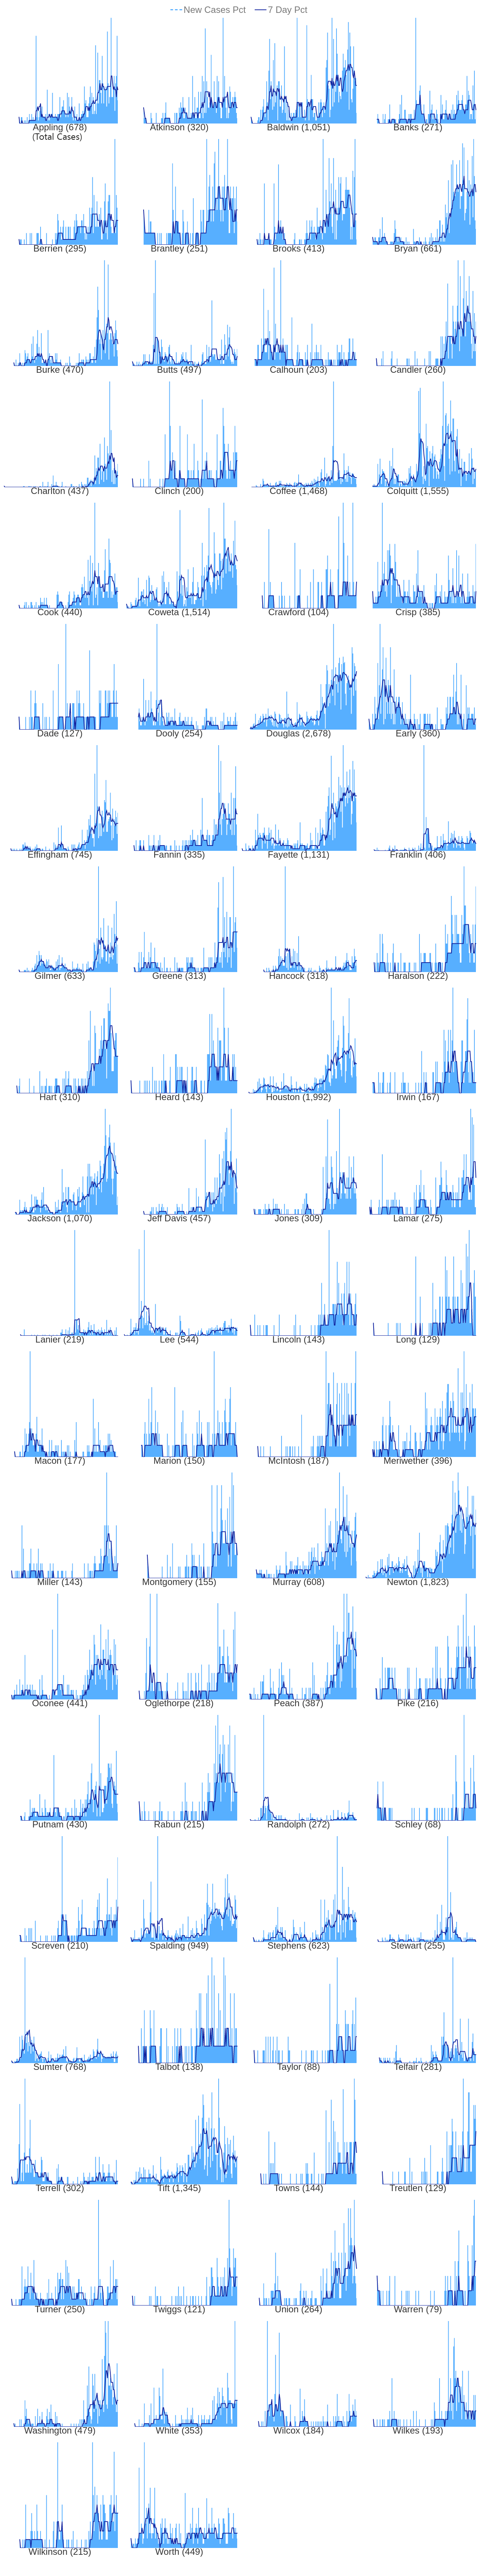 New Cases Pct 7 Day Pct
Appling (678) Atkinson (320) Baldwin (1,051) Banks (271)
(Total Cases)
Berrien (295) Brantley (251) Brooks (413) Bryan (661)
Burke (470) Butts (497) Calhoun (203) Candler (260)
Charlton (437) Clinch (200) Coffee (1,468) Colquitt (1,555)
Cook (440) Coweta (1,514) Crawford (104) Crisp (385)
Dade (127) Dooly (254) Douglas (2,678) Early (360)
Effingham (745) Fannin (335) Fayette (1,131) Franklin (406)
Gilmer (633) Greene (313) Hancock (318) Haralson (222)
Hart (310) Heard (143) Houston (1,992) Irwin (167)
Jackson (1,070) Jeff Davis (457) Jones (309) Lamar (275)
Lanier (219) Lee (544) Lincoln (143) Long (129)
Macon (177) Marion (150) McIntosh (187) Meriwether (396)
Miller (143) Montgomery (155) Murray (608) Newton (1,823)
Oconee (441) Oglethorpe (218) Peach (387) Pike (216)
Putnam (430) Rabun (215) Randolph (272) Schley (68)
Screven (210) Spalding (949) Stephens (623) Stewart (255)
Sumter (768) Talbot (138) Taylor (88) Telfair (281)
Terrell (302) Tift (1,345) Towns (144) Treutlen (129)
Turner (250) Twiggs (121) Union (264) Warren (79)
Washington (479) White (353) Wilcox (184) Wilkes (193)
Wilkinson (215) Worth (449)